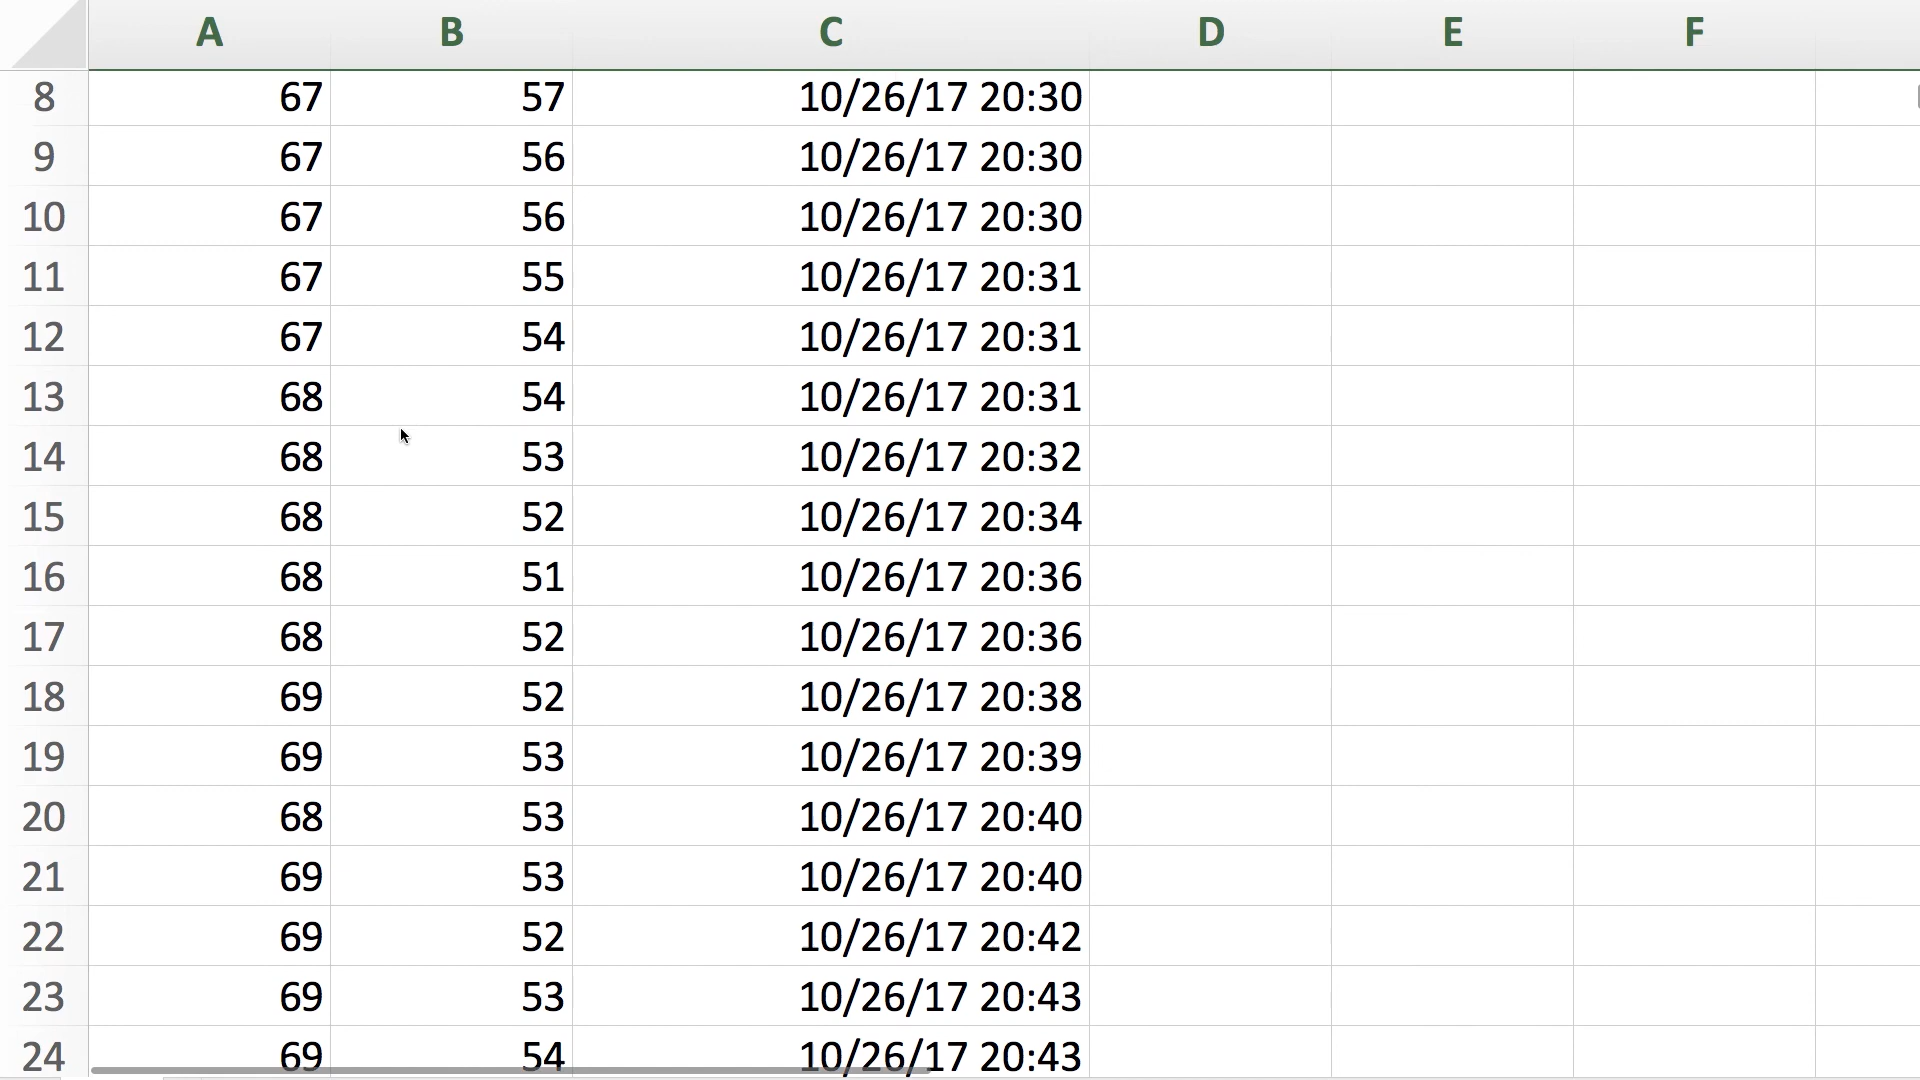 A B C D E F
8 67 57 10/26/17 20:30
9 67 56 10/26/17 20:30
10 67 56 10/26/17 20:30
11 67 55 10/26/17 20:31
12 67 54 10/26/17 20:31
13 68 54 10/26/17 20:31
14 68 53 10/26/17 20:32
15 68 52 10/26/17 20:34
16 68 51 10/26/17 20:36
17 68 52 10/26/17 20:36
18 69 52 10/26/17 20:38
19 69 53 10/26/17 20:39
20 68 53 10/26/17 20:40
21 69 53 10/26/17 20:40
22 69 52 10/26/17 20:42
23 69 53 10/26/17 20:43
24 69 54 10/26/17 20:43